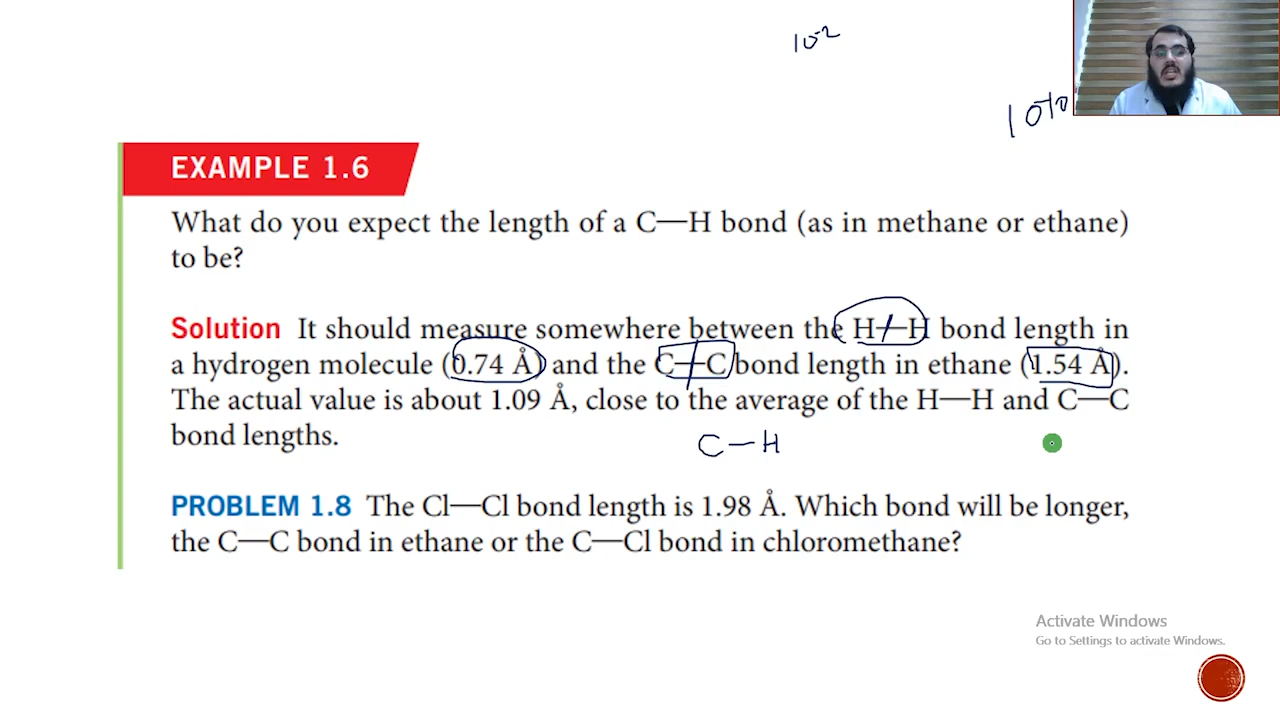 10-2
EXAMPLE 1.6
What do you expect the length of a C—H bond (as in methane or ethane)
to be?
Solution It should measure somewhere between the H—H bond length in
a hydrogen molecule (0.74 Å) and the C—C bond length in ethane (1.54 Å).
The actual value is about 1.09 Å, close to the average of the H—H and C—C
bond lengths.
C—H
PROBLEM 1.8 The Cl—Cl bond length is 1.98 Å. Which bond will be longer,
the C—C bond in ethane or the C—Cl bond in chloromethane?
Activate Windows
Go to Settings to activate Windows.